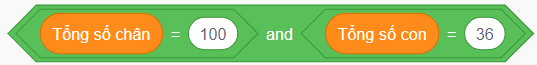 Tổng số chân = 100 and Tổng số con = 36